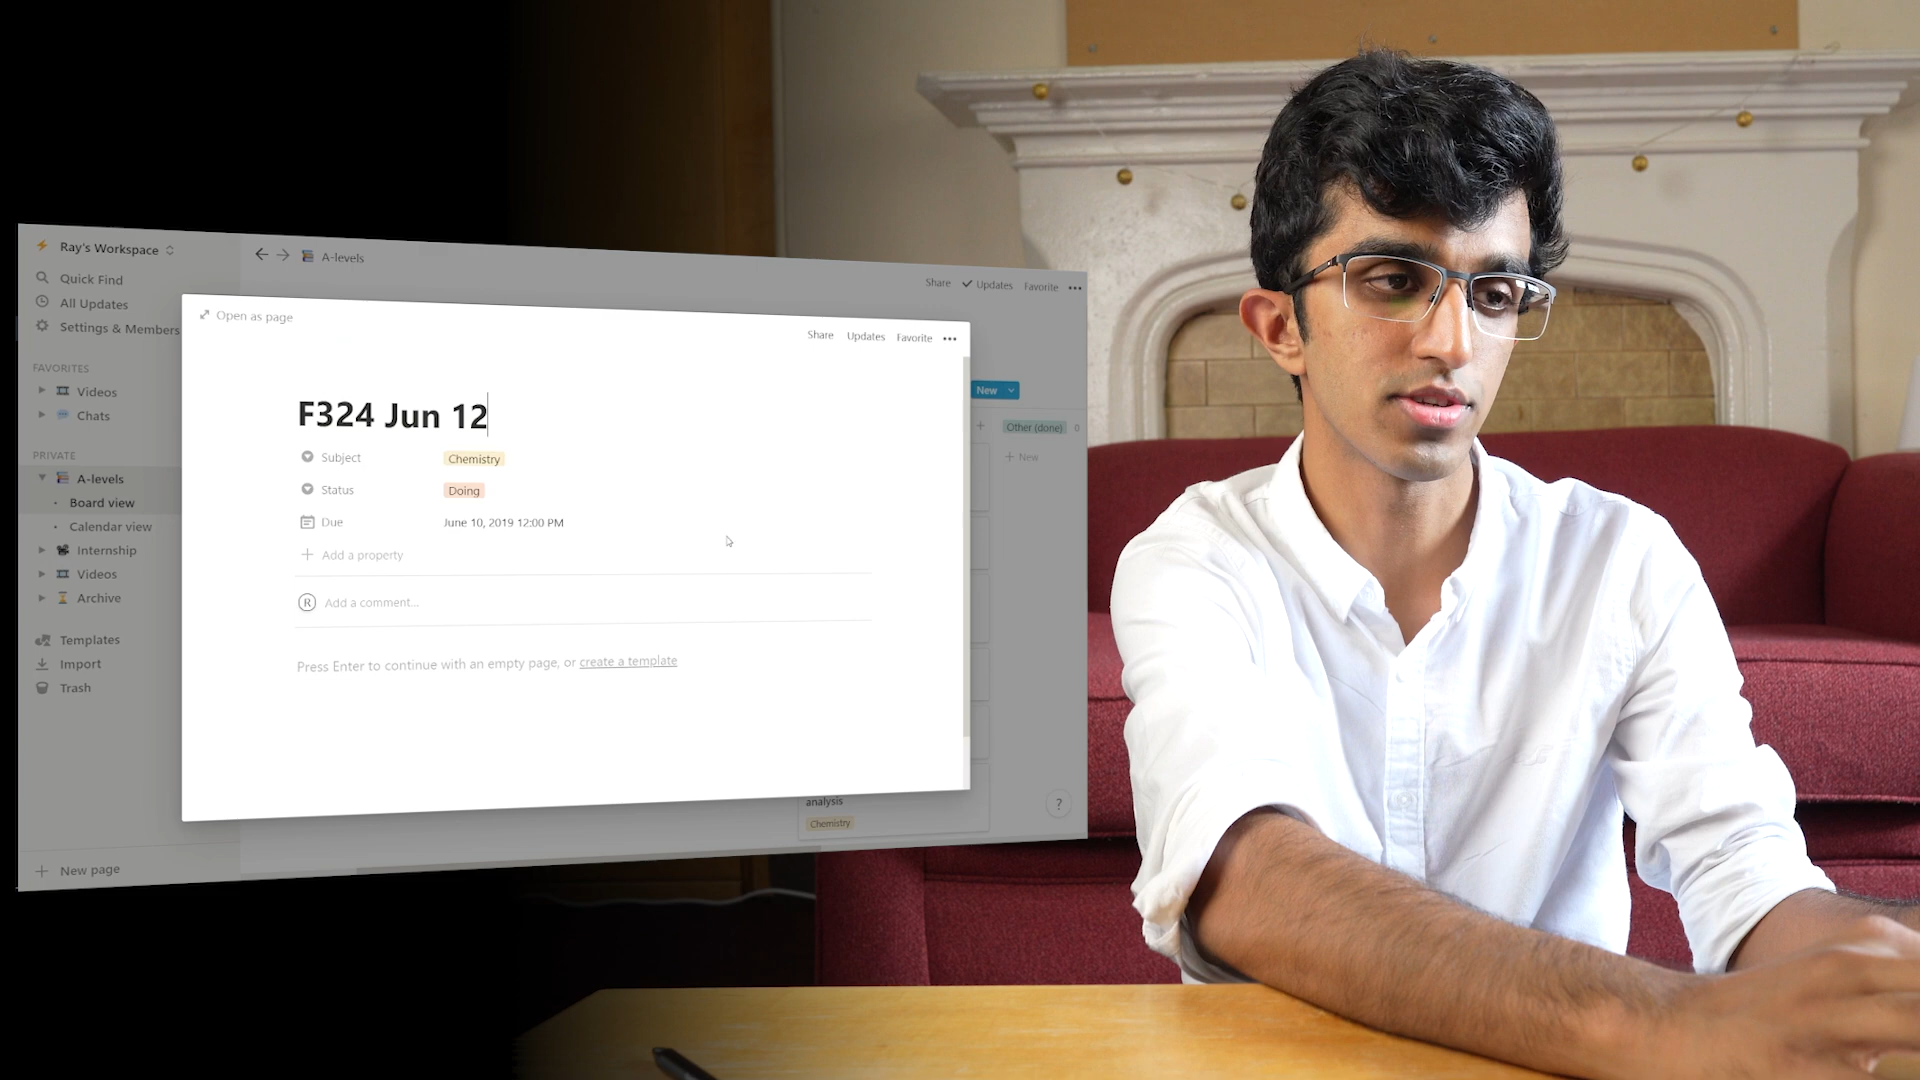 Ray's Workspace
Quick Find
All Updates
Settings & Members
FAVORITES
Videos
Chats
PRIVATE
A-levels
Board view
Calendar view
Internship
Videos
Archive
Templates
Import
Trash
New page
A-levels
Share Updates Favorite
Open as page
Share Updates Favorite
F324 Jun 12
Subject Chemistry
Status Doing
Due June 10, 2019 12:00 PM
Add a property
R Add a comment...
Press Enter to continue with an empty page, or create a template
New
Other (done) 0
New
analysis
Chemistry
?